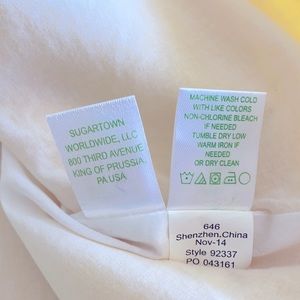 SUGARTOWN
WORLDWIDE, LLC
800 THIRD AVENUE
KING OF PRUSSIA,
PA USA
MACHINE WASH COLD
WITH LIKE COLORS
NON-CHLORINE BLEACH
IF NEEDED
TUMBLE DRY LOW
WARM IRON IF
NEEDED
OR DRY CLEAN
646
Shenzhen.China
Nov-14
Style 92337
PO 043161